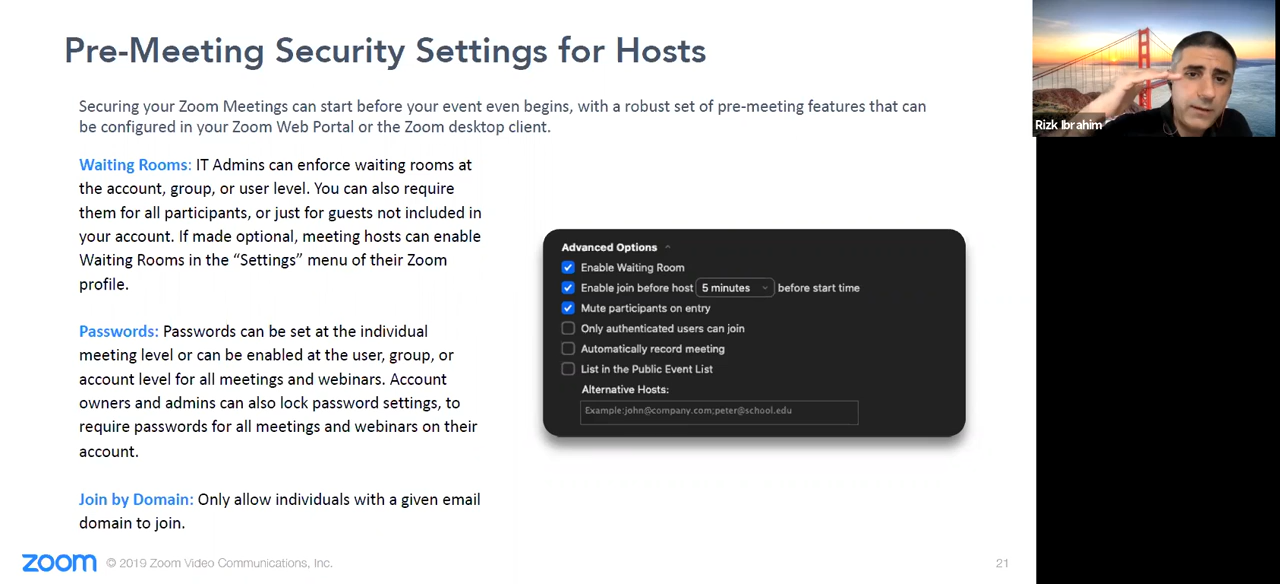 Pre-Meeting Security Settings for Hosts
Securing your Zoom Meetings can start before your event even begins, with a robust set of pre-meeting features that can
be configured in your Zoom Web Portal or the Zoom desktop client.
Waiting Rooms: IT Admins can enforce waiting rooms at
the account, group, or user level. You can also require
them for all participants, or just for guests not included in
your account. If made optional, meeting hosts can enable
Waiting Rooms in the “Settings” menu of their Zoom
profile.
Passwords: Passwords can be set at the individual
meeting level or can be enabled at the user, group, or
account level for all meetings and webinars. Account
owners and admins can also lock password settings, to
require passwords for all meetings and webinars on their
account.
Join by Domain: Only allow individuals with a given email
domain to join.
Advanced Options
Enable Waiting Room
Enable join before host 5 minutes before start time
Mute participants on entry
Only authenticated users can join
Automatically record meeting
List in the Public Event List
Alternative Hosts:
Example:john@company.com;peter@school.edu
Rizk Ibrahim
zoom © 2019 Zoom Video Communications, Inc.
21